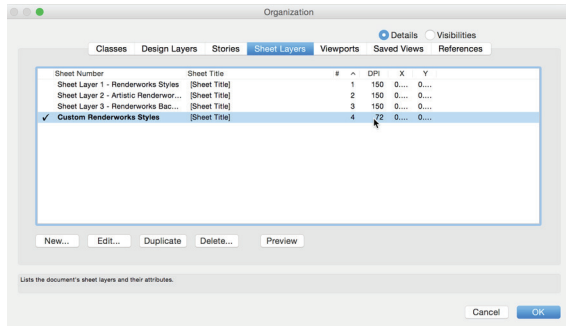 Organization
Details Visibilities
Classes Design Layers Stories Sheet Layers Viewports Saved Views References
Sheet Number Sheet Title # DPI X Y
Sheet Layer 1 - Renderworks Styles [Sheet Title] 1 150 0.... 0....
Sheet Layer 2 - Artistic Renderwor... [Sheet Title] 2 150 0.... 0....
Sheet Layer 3 - Renderworks Bac... [Sheet Title] 3 150 0.... 0....
✓ Custom Renderworks Styles [Sheet Title] 4 72 0.... 0....
New... Edit... Duplicate Delete... Preview
Lists the document's sheet layers and their attributes.
Cancel OK